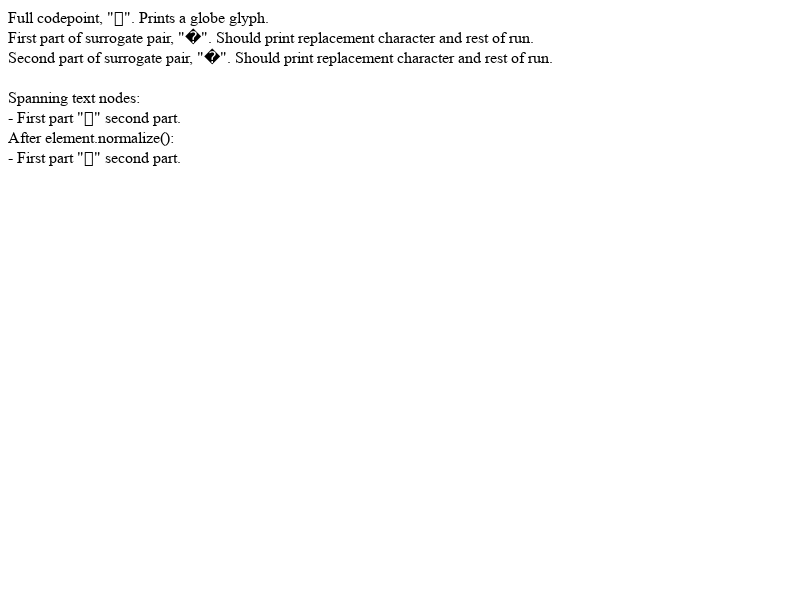 Full codepoint, "▯". Prints a globe glyph.
First part of surrogate pair, "�". Should print replacement character and rest of run.
Second part of surrogate pair, "�". Should print replacement character and rest of run.
Spanning text nodes:
- First part "▯" second part.
After element.normalize():
- First part "▯" second part.